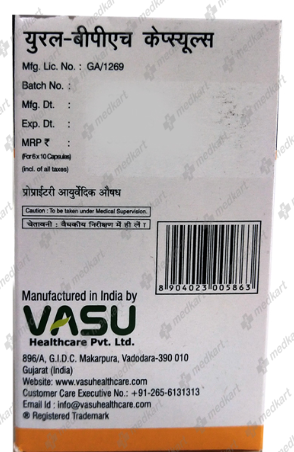 युरल-बीपीएच केप्स्यूल्स
Mfg. Lic. No. : GA/1269
Batch No. :
Mfg. Dt. :
Exp. Dt. :
MRP ₹ :
(For 6 x 10 Capsules)
(incl. of all taxes)
प्रोप्राईटरी आयुर्वेदिक औषध
Caution : To be taken under Medical Supervision.
चेतावनी : वैधकीय निरीक्षण में ही लें ।
8 904023 005863
Manufactured in India by
VASU
Healthcare Pvt. Ltd.
896/A, G.I.D.C. Makarpura, Vadodara-390 010
Gujarat (India)
Website: www.vasuhealthcare.com
Customer Care Executive No.: +91-265-6131313
Email Id : info@vasuhealthcare.com
® Registered Trademark
medkart